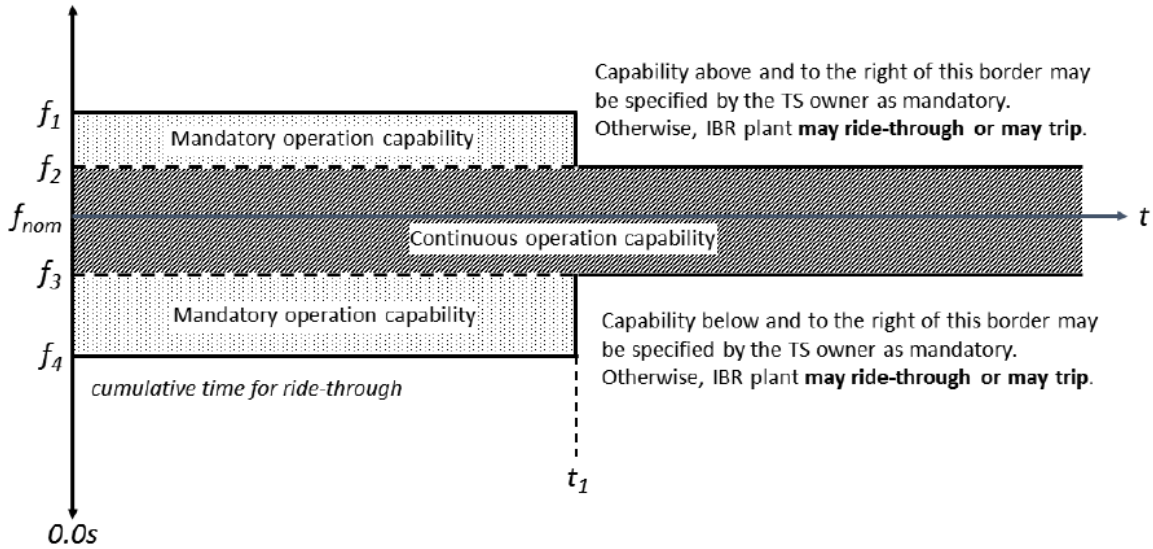 Capability above and to the right of this border may
be specified by the TS owner as mandatory.
Otherwise, IBR plant may ride-through or may trip.
f1
Mandatory operation capability
f2
fnom
t
Continuous operation capability
f3
Mandatory operation capability
Capability below and to the right of this border may
be specified by the TS owner as mandatory.
Otherwise, IBR plant may ride-through or may trip.
f4
cumulative time for ride-through
t1
0.0s